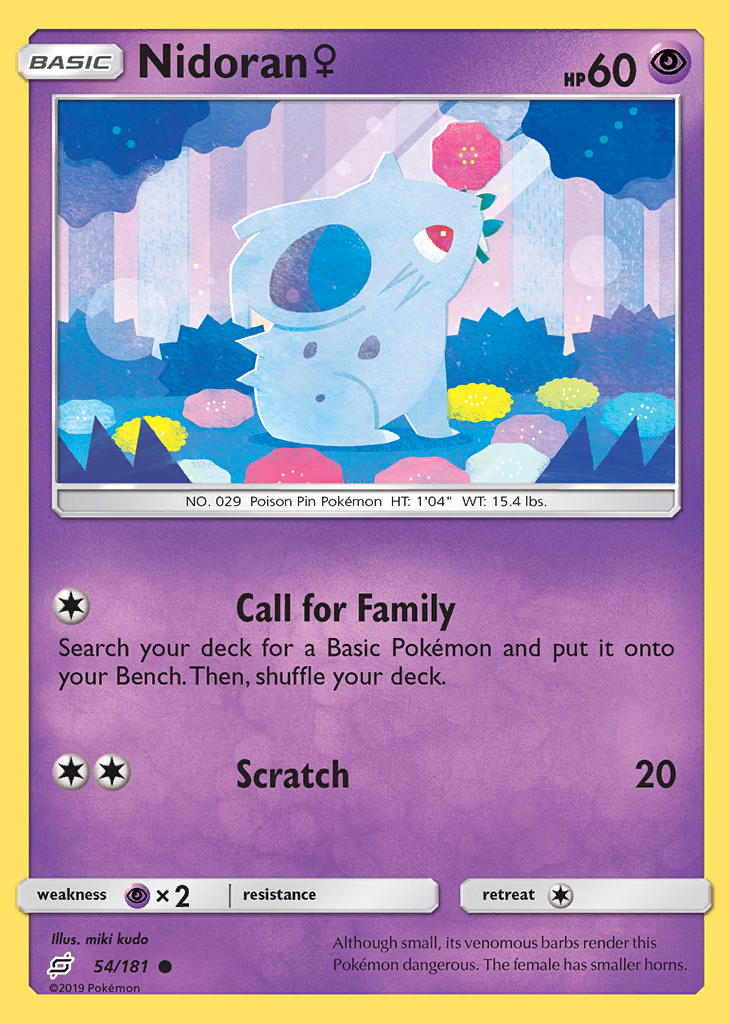 BASIC Nidoran♀ HP60
NO. 029 Poison Pin Pokémon HT: 1'04" WT: 15.4 lbs.
Call for Family
Search your deck for a Basic Pokémon and put it onto
your Bench. Then, shuffle your deck.
Scratch 20
weakness ×2 resistance retreat
Illus. miki kudo
54/181
©2019 Pokémon
Although small, its venomous barbs render this
Pokémon dangerous. The female has smaller horns.